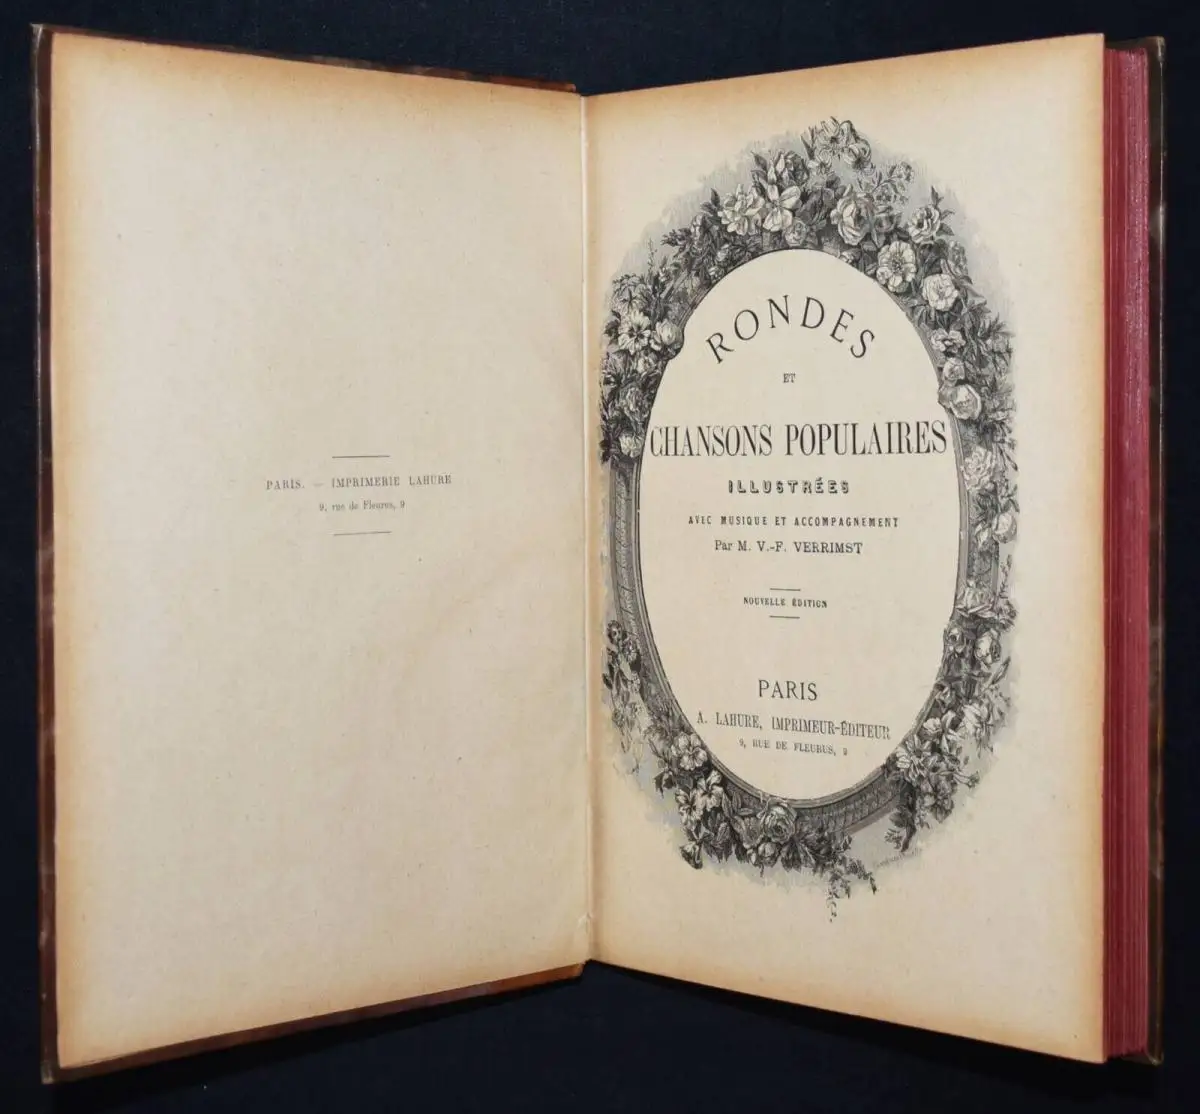 PARIS. — IMPRIMERIE LAHURE
9, rue de Fleurus, 9
RONDES
ET
CHANSONS POPULAIRES
ILLUSTRÉES
AVEC MUSIQUE ET ACCOMPAGNEMENT
Par M. V.-F. VERRIMST
NOUVELLE ÉDITION
PARIS
A. LAHURE, IMPRIMEUR-ÉDITEUR
9, RUE DE FLEURUS, 9